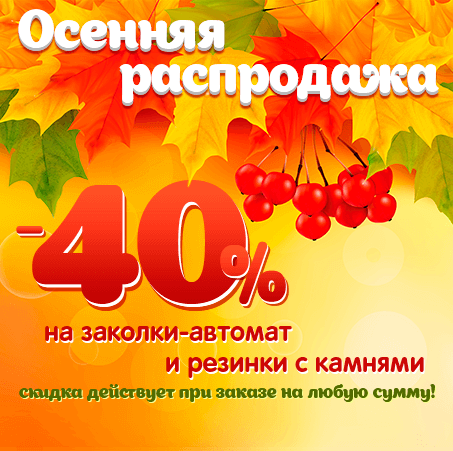 Осенняя
распродажа
-40%
на заколки-автомат
и резинки с камнями
скидка действует при заказе на любую сумму!